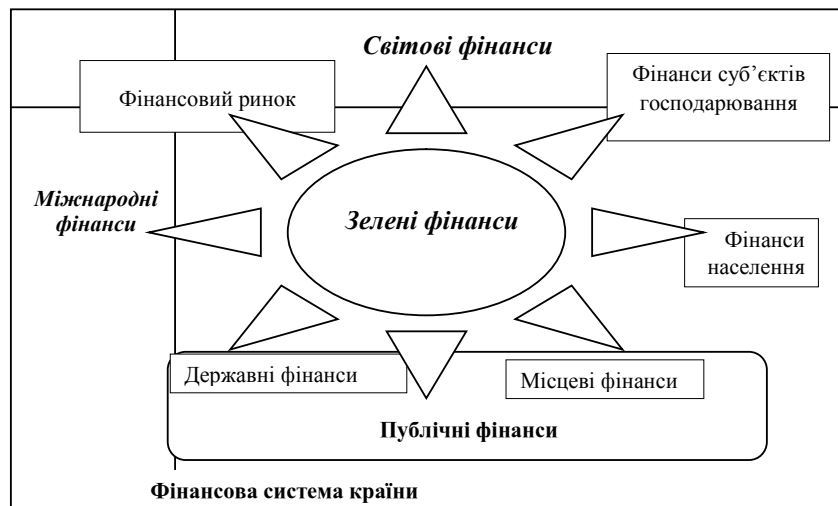 Світові фінанси
Фінансовий ринок
Фінанси суб’єктів
господарювання
Міжнародні
фінанси
Зелені фінанси
Фінанси
населення
Державні фінанси
Місцеві фінанси
Публічні фінанси
Фінансова система країни